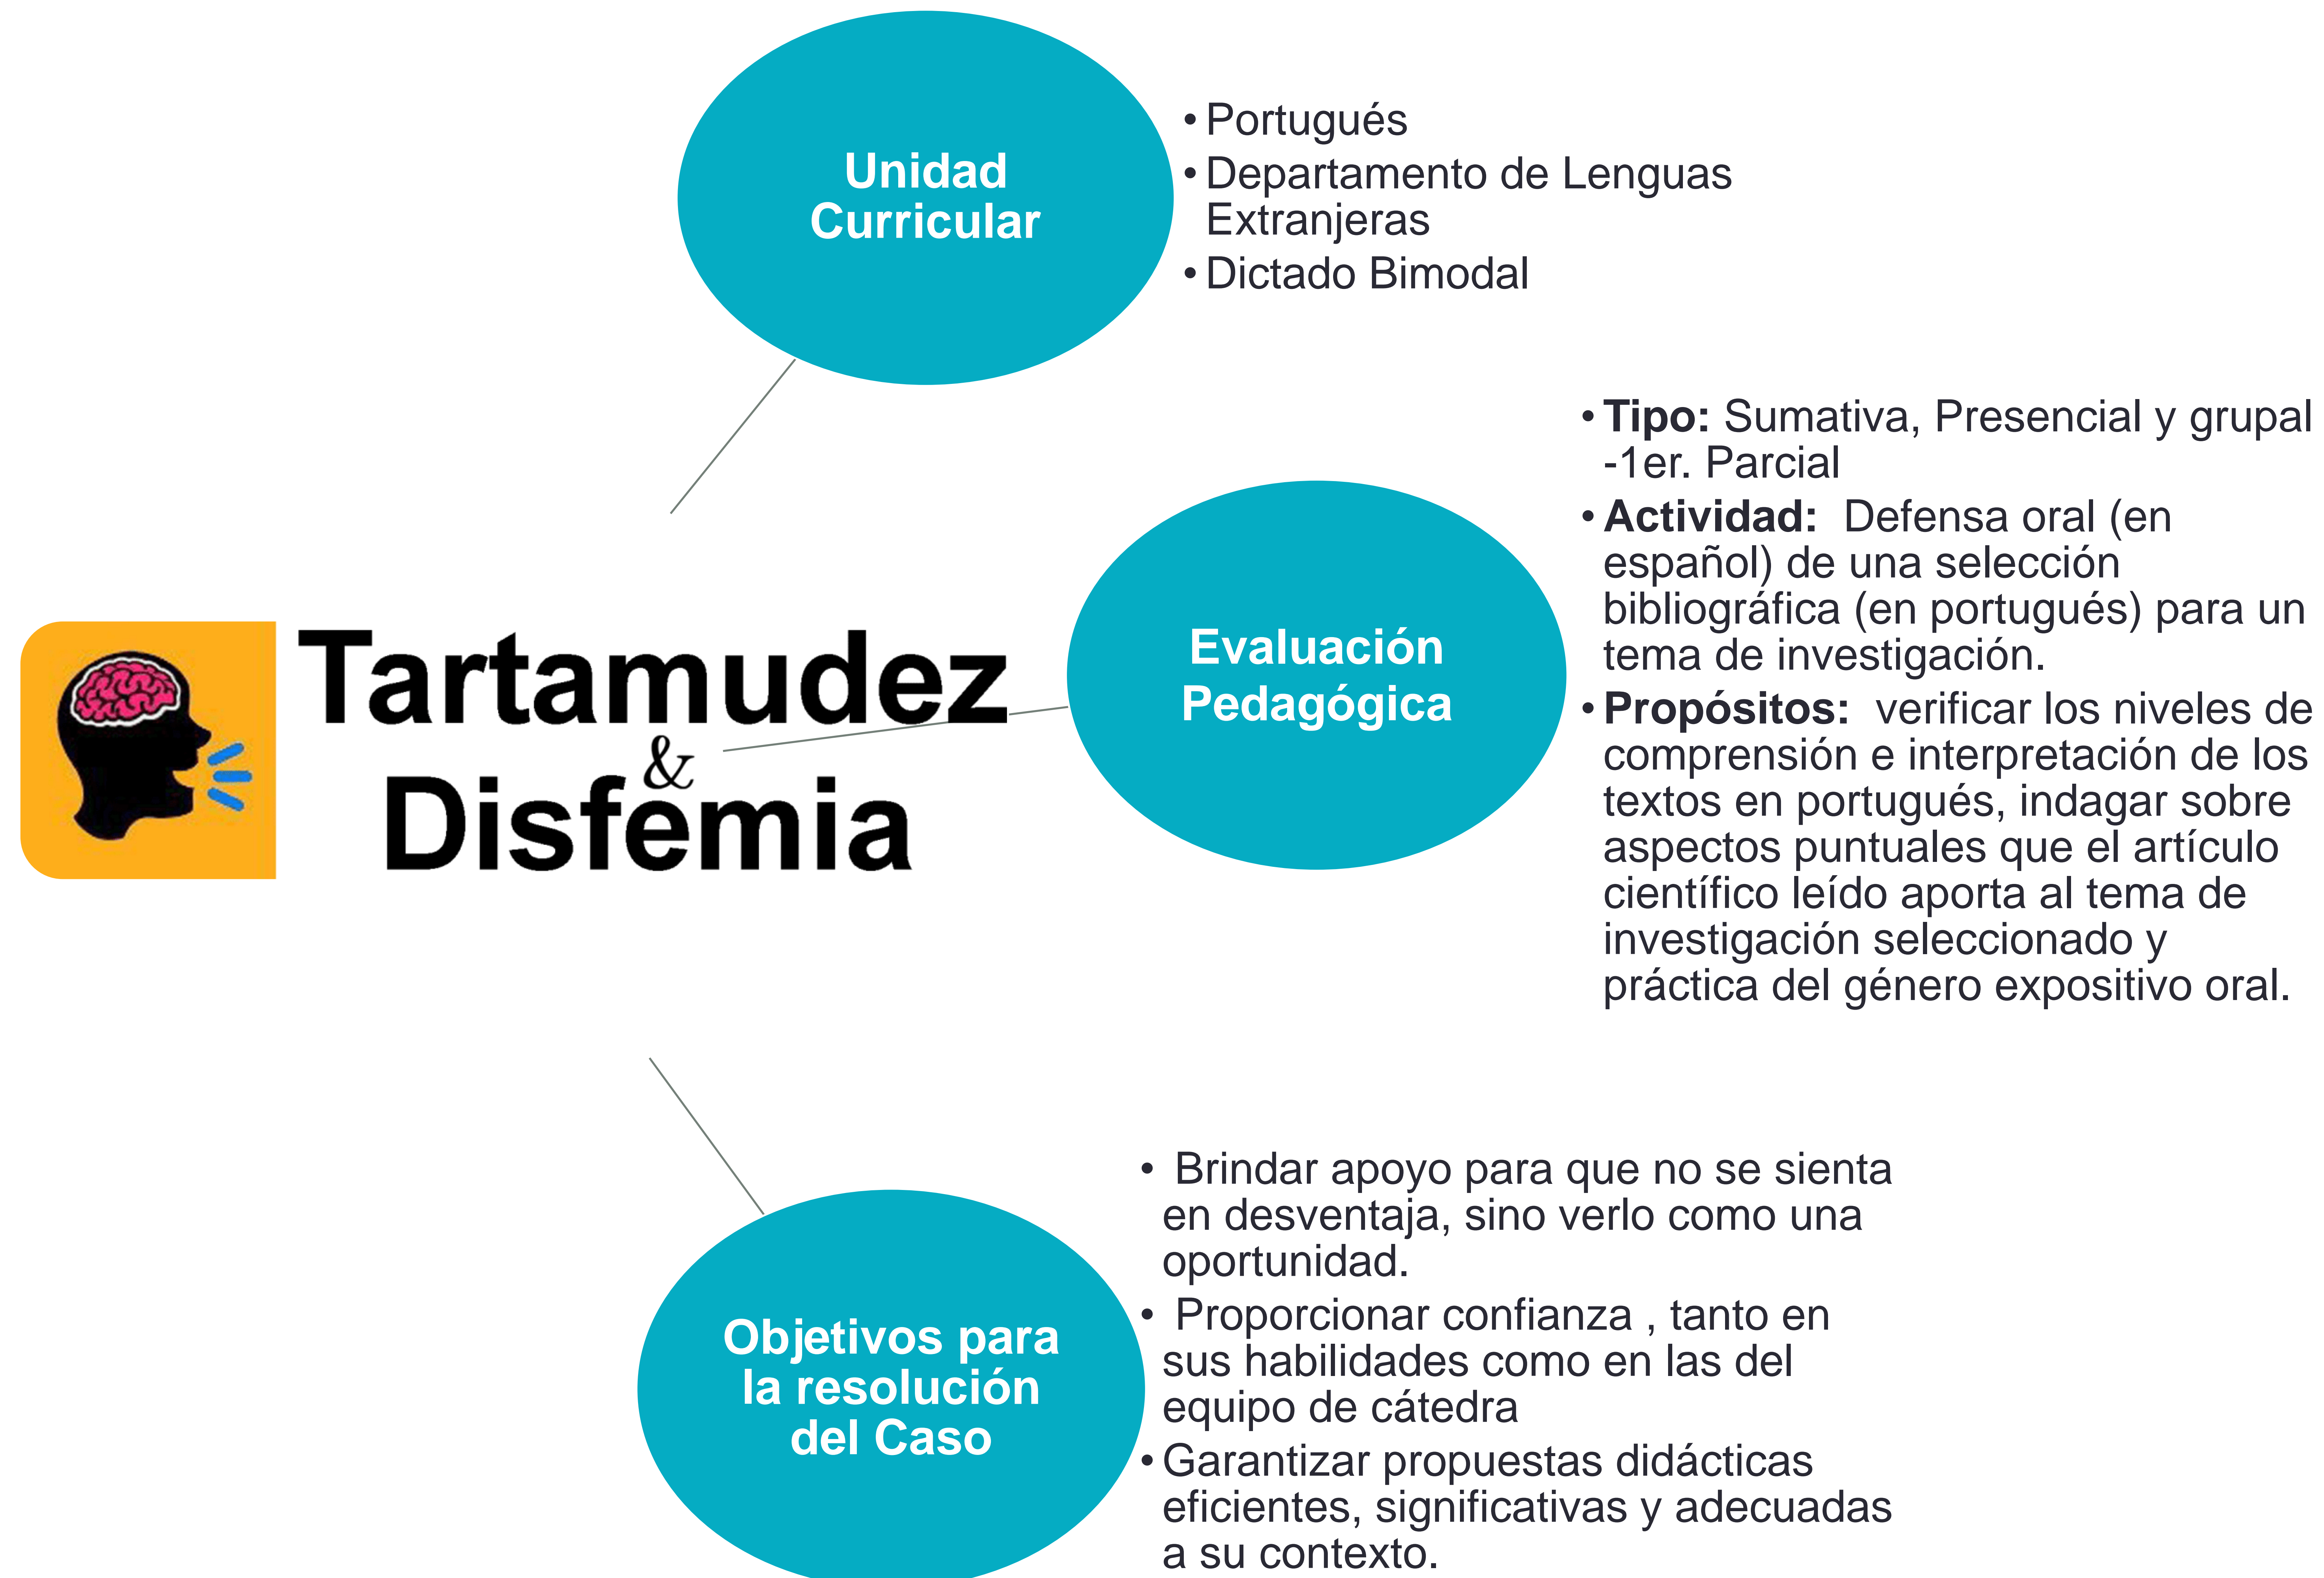 Unidad
Curricular
• Portugués
• Departamento de Lenguas
Extranjeras
• Dictado Bimodal
Tartamudez
&
Disfemia
Evaluación
Pedagógica
• Tipo: Sumativa, Presencial y grupal
-1er. Parcial
• Actividad: Defensa oral (en
español) de una selección
bibliográfica (en portugués) para un
tema de investigación.
• Propósitos: verificar los niveles de
comprensión e interpretación de los
textos en portugués, indagar sobre
aspectos puntuales que el artículo
científico leído aporta al tema de
investigación seleccionado y
práctica del género expositivo oral.
Objetivos para
la resolución
del Caso
• Brindar apoyo para que no se sienta
en desventaja, sino verlo como una
oportunidad.
• Proporcionar confianza , tanto en
sus habilidades como en las del
equipo de cátedra
• Garantizar propuestas didácticas
eficientes, significativas y adecuadas
a su contexto.